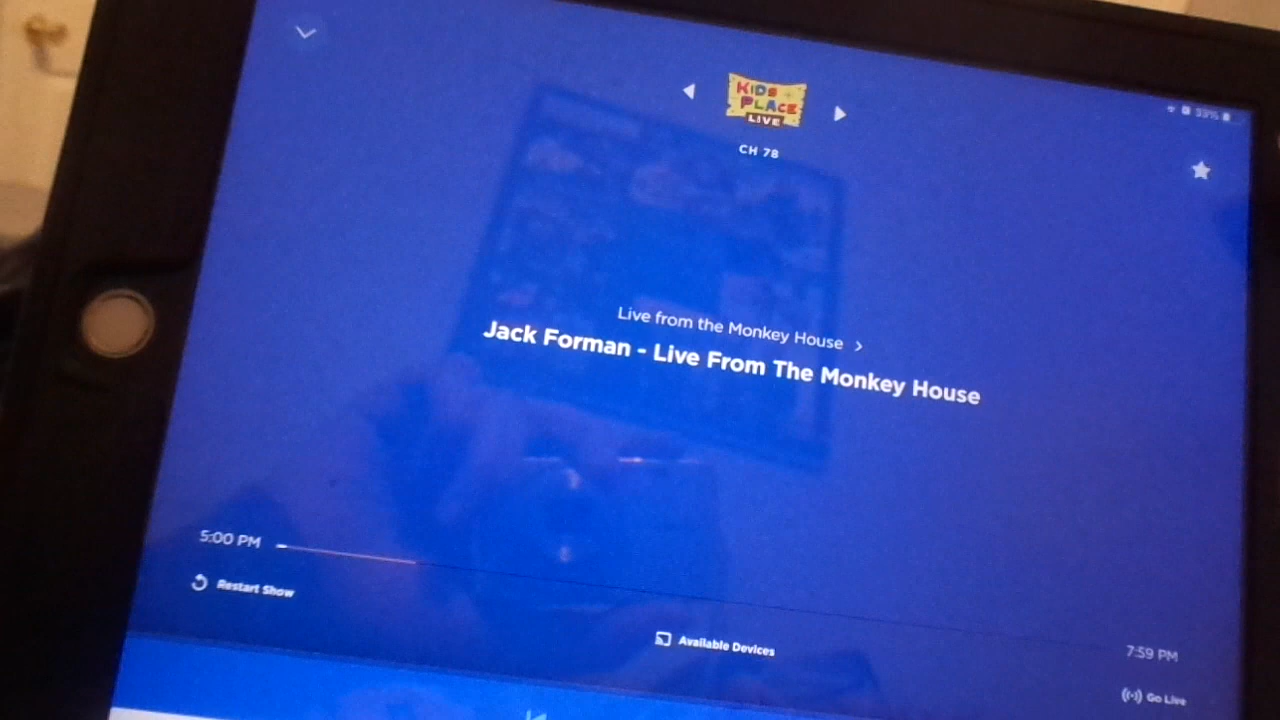 KIDS
PLACE
LIVE
CH 78
33%
Live from the Monkey House
Jack Forman - Live From The Monkey House
5:00 PM
Restart Show
Available Devices
7:59 PM
Go Live